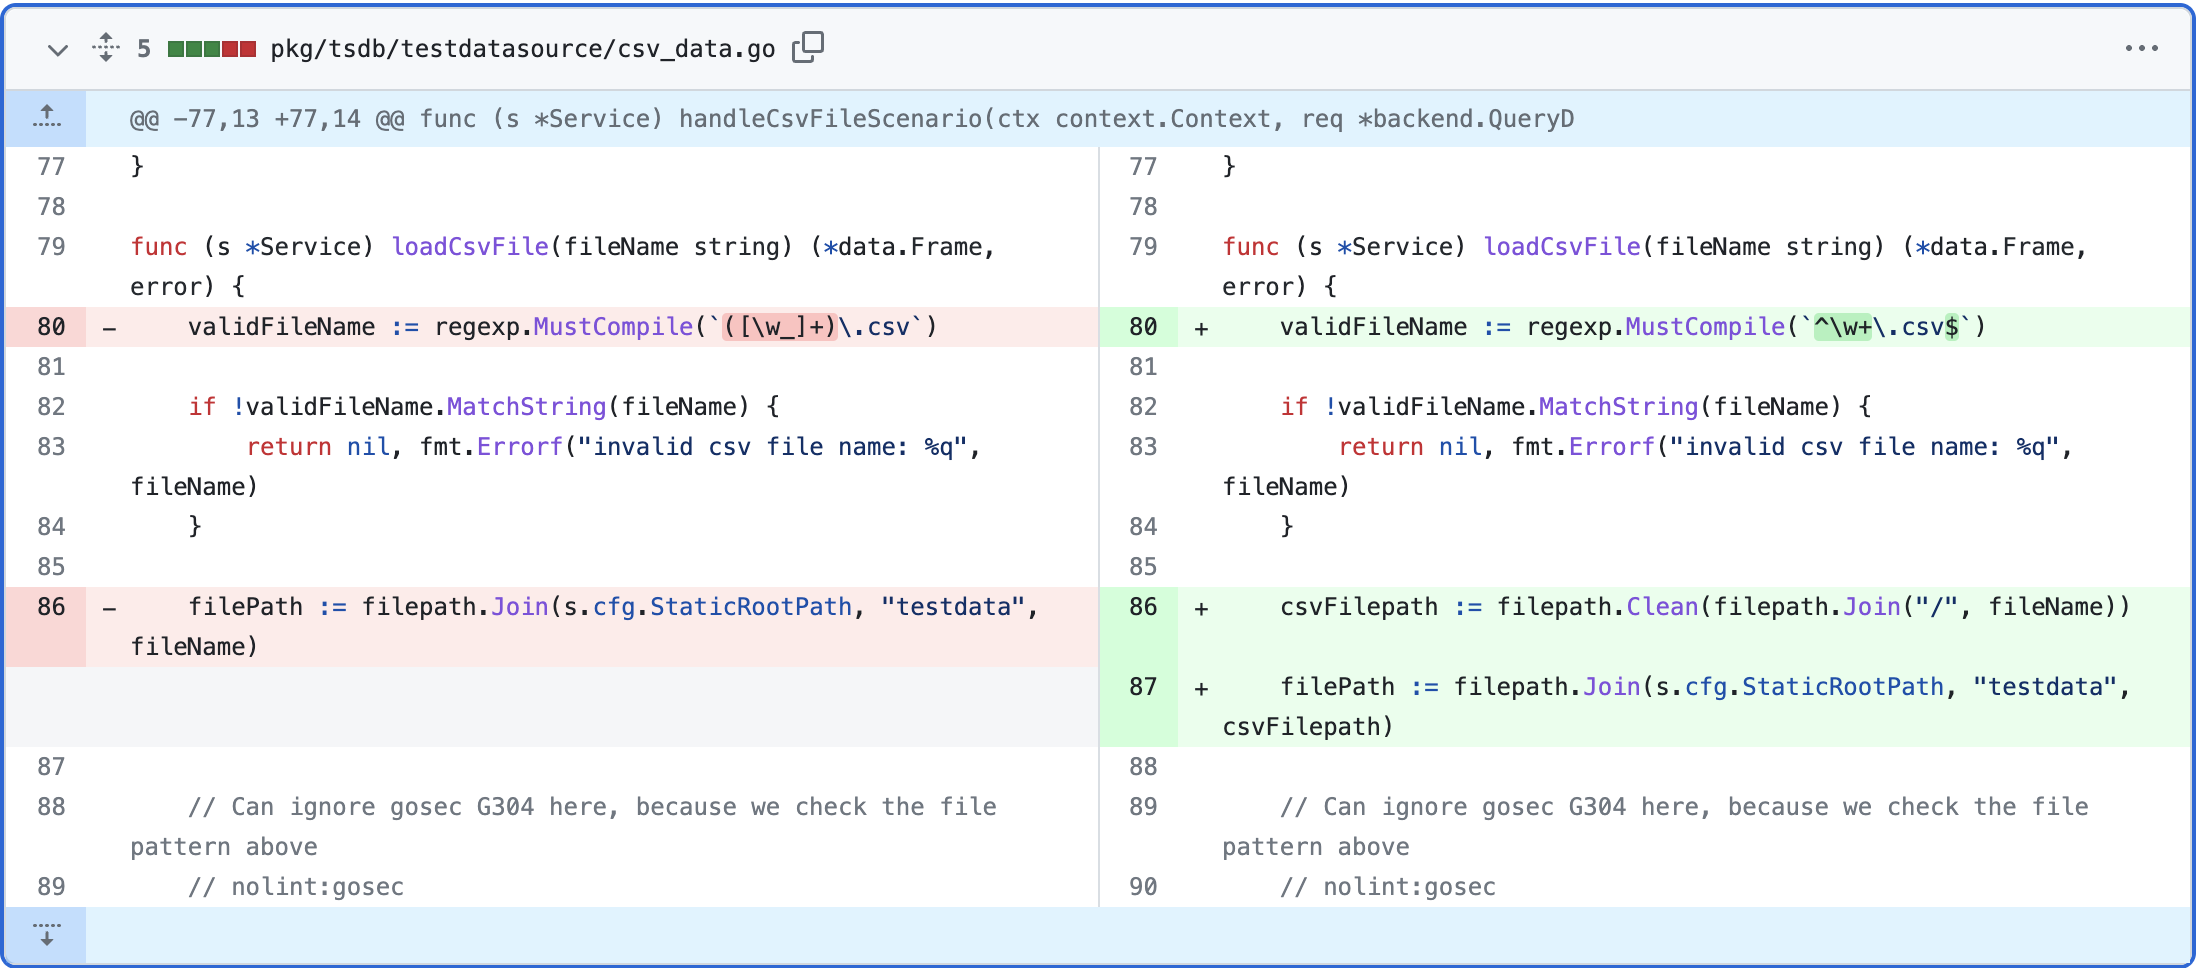 5 pkg/tsdb/testdatasource/csv_data.go
@@ -77,13 +77,14 @@ func (s *Service) handleCsvFileScenario(ctx context.Context, req *backend.QueryD
77 }
78
79 func (s *Service) loadCsvFile(fileName string) (*data.Frame,
error) {
80 - validFileName := regexp.MustCompile(`([\w_]+)\.csv`)
81
82 if !validFileName.MatchString(fileName) {
83 return nil, fmt.Errorf("invalid csv file name: %q",
fileName)
84 }
85
86 - filePath := filepath.Join(s.cfg.StaticRootPath, "testdata",
fileName)
87
88 // Can ignore gosec G304 here, because we check the file
pattern above
89 // nolint:gosec
77 }
78
79 func (s *Service) loadCsvFile(fileName string) (*data.Frame,
error) {
80 + validFileName := regexp.MustCompile(`^\w+\.csv$`)
81
82 if !validFileName.MatchString(fileName) {
83 return nil, fmt.Errorf("invalid csv file name: %q",
fileName)
84 }
85
86 + csvFilepath := filepath.Clean(filepath.Join("/", fileName))
87 + filePath := filepath.Join(s.cfg.StaticRootPath, "testdata",
csvFilepath)
88
89 // Can ignore gosec G304 here, because we check the file
pattern above
90 // nolint:gosec